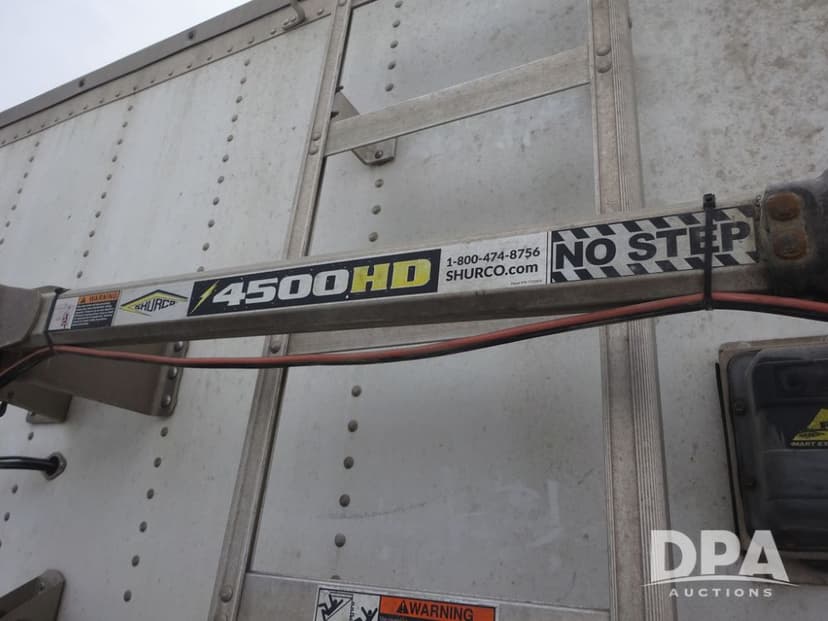 WARNING
SHURCO
4500HD
1-800-474-8756
SHURCO.com
NO STEP
WARNING
DPA
AUCTIONS